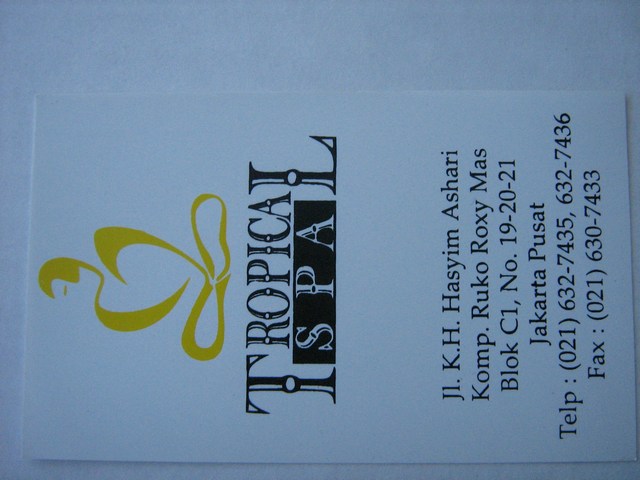 TROPICAL
SPA
Jl. K.H. Hasyim Ashari
Komp. Ruko Roxy Mas
Blok C1, No. 19-20-21
Jakarta Pusat
Telp : (021) 632-7435, 632-7436
Fax : (021) 630-7433